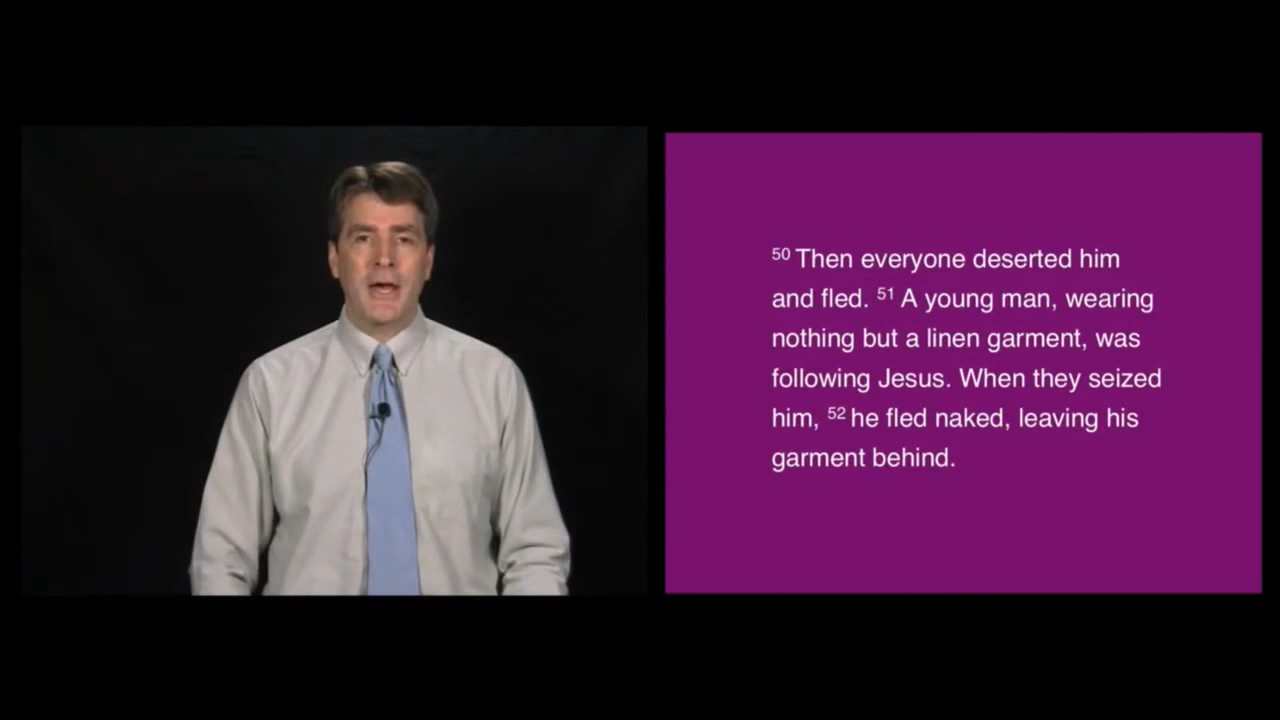 50 Then everyone deserted him
and fled. 51 A young man, wearing
nothing but a linen garment, was
following Jesus. When they seized
him, 52 he fled naked, leaving his
garment behind.